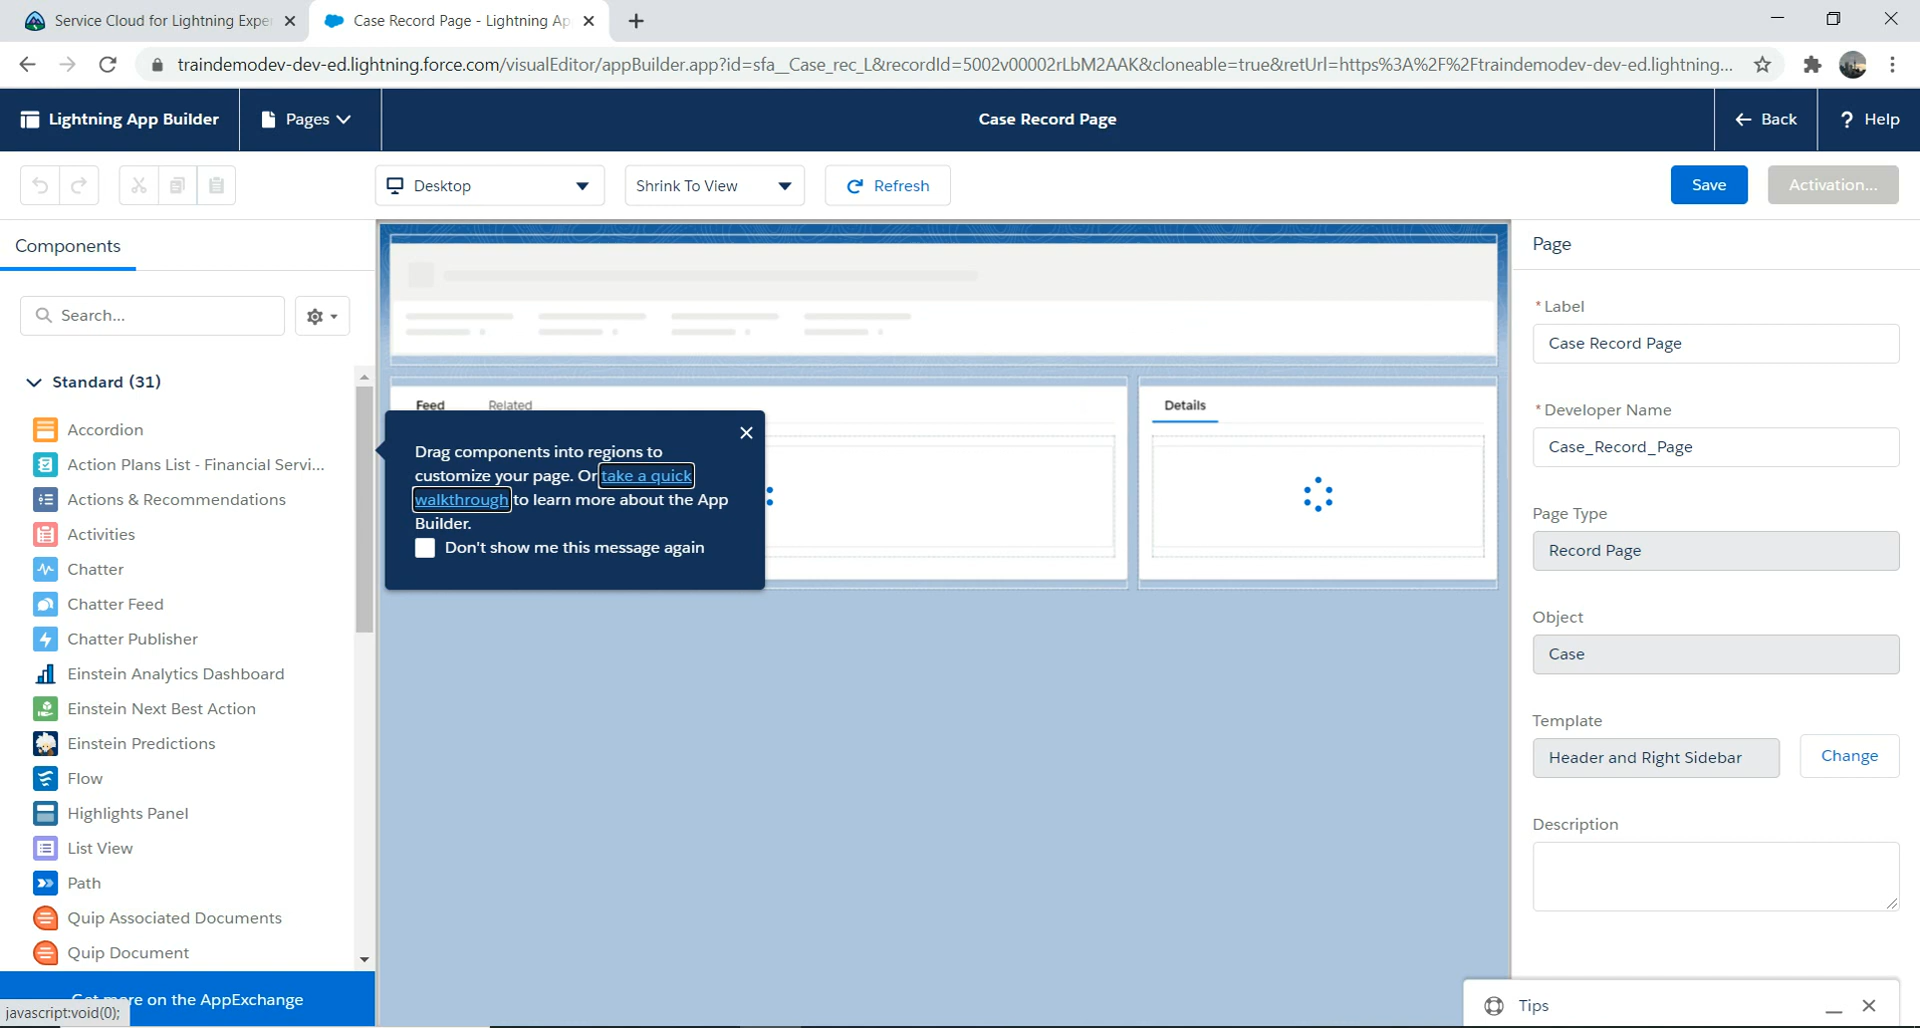 Service Cloud for Lightning Expe
Case Record Page - Lightning Ap
traindemodev-dev-ed.lightning.force.com/visualEditor/appBuilder.app?id=sfa__Case_rec_L&recordId=5002v00002rLbM2AAK&cloneable=true&retUrl=https%3A%2F%2Ftraindemodev-dev-ed.lightning...
Lightning App Builder
Pages
Case Record Page
Back
? Help
Desktop
Shrink To View
Refresh
Save
Activation...
Components
Search...
Standard (31)
Accordion
Action Plans List - Financial Servi...
Actions & Recommendations
Activities
Chatter
Chatter Feed
Chatter Publisher
Einstein Analytics Dashboard
Einstein Next Best Action
Einstein Predictions
Flow
Highlights Panel
List View
Path
Quip Associated Documents
Quip Document
Get more on the AppExchange
javascript:void(0);
Feed
Related
Details
Drag components into regions to
customize your page. Or take a quick
walkthrough to learn more about the App
Builder.
Don't show me this message again
Page
* Label
Case Record Page
* Developer Name
Case_Record_Page
Page Type
Record Page
Object
Case
Template
Header and Right Sidebar
Change
Description
Tips